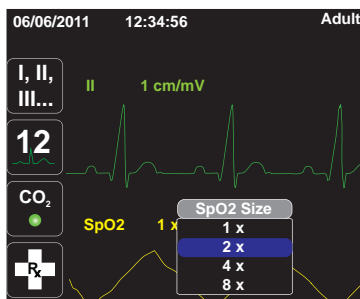 06/06/2011 12:34:56 Adult
I, II,
III...
II 1 cm/mV
12
CO₂
SpO2 1 x
SpO2 Size
1 x
2 x
4 x
8 x
Rx